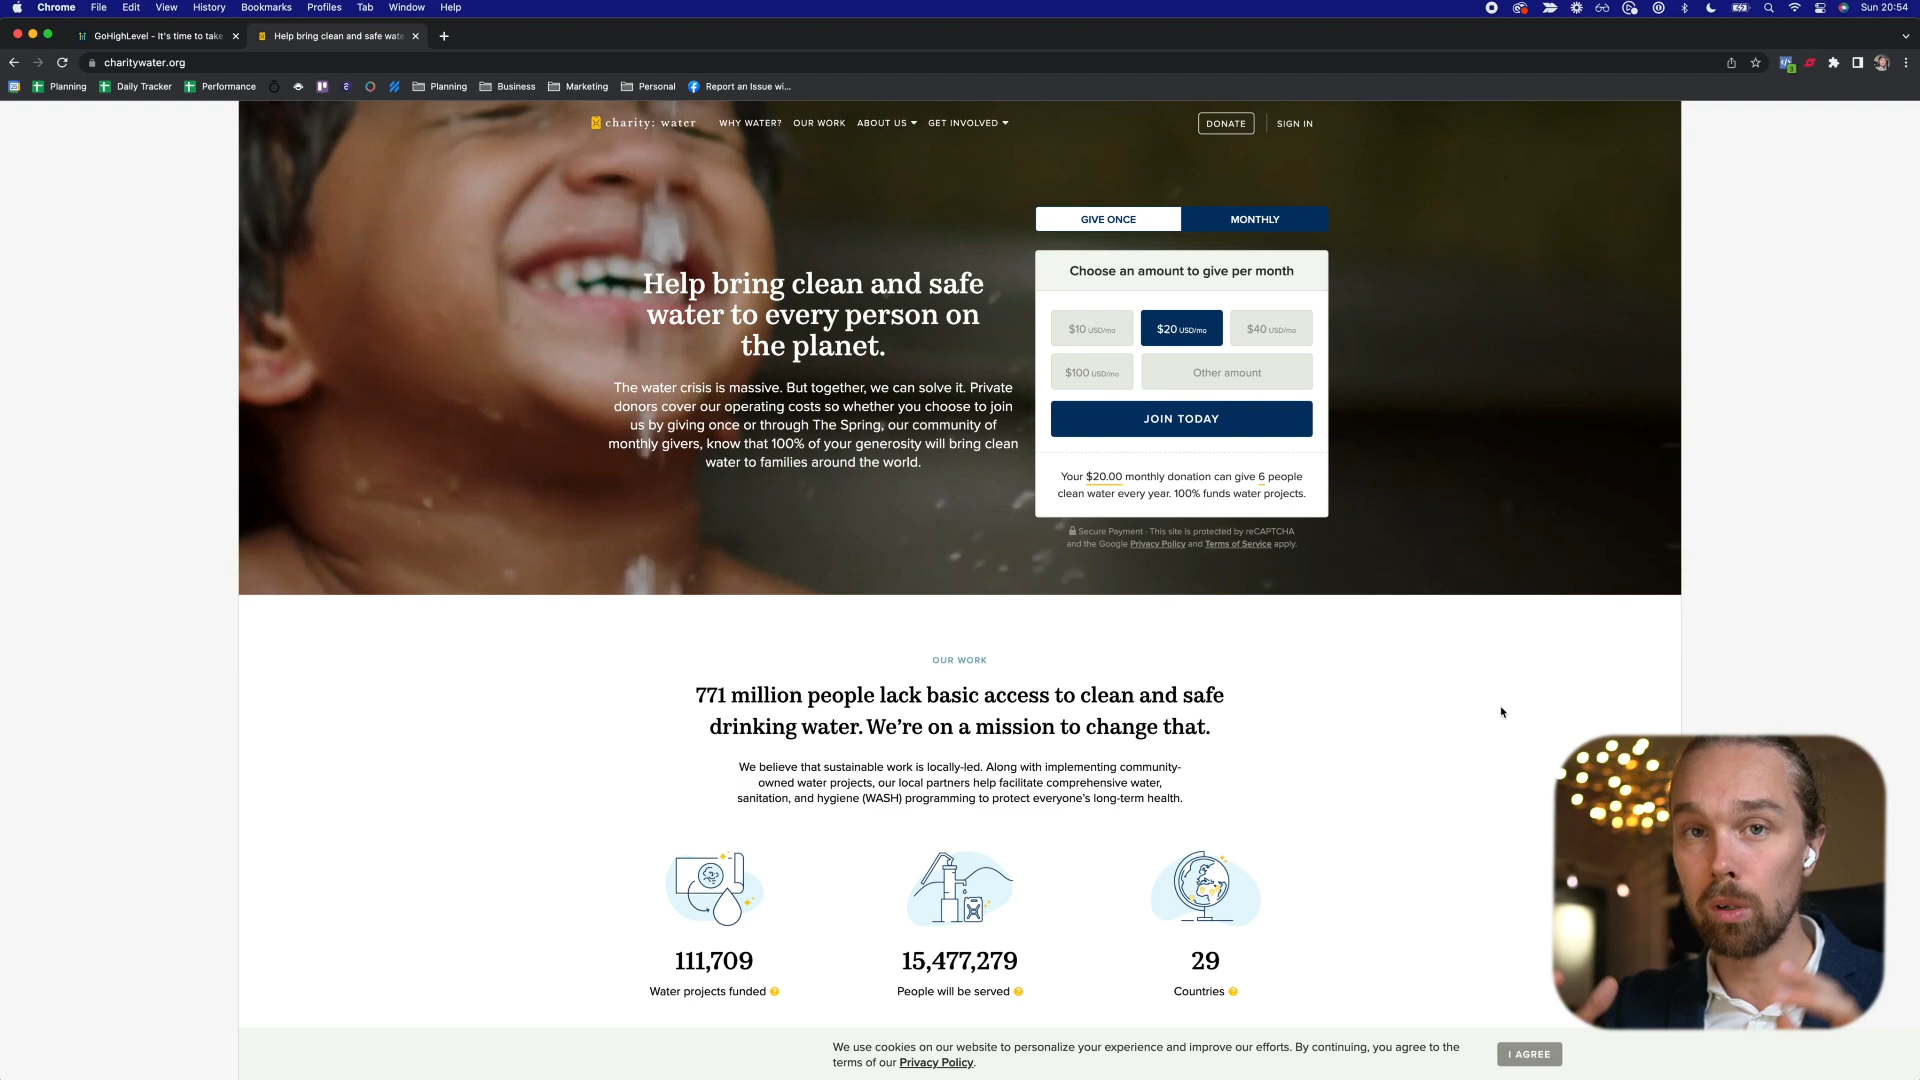 Chrome File Edit View History Bookmarks Profiles Tab Window Help Sun 20:54
GoHighLevel - It's time to take Help bring clean and safe wate
charitywater.org
Planning Daily Tracker Performance Planning Business Marketing Personal Report an Issue wi...
charity: water WHY WATER? OUR WORK ABOUT US GET INVOLVED DONATE SIGN IN
GIVE ONCE MONTHLY
Help bring clean and safe
water to every person on
the planet.
The water crisis is massive. But together, we can solve it. Private
donors cover our operating costs so whether you choose to join
us by giving once or through The Spring, our community of
monthly givers, know that 100% of your generosity will bring clean
water to families around the world.
Choose an amount to give per month
$10 USD/mo $20 USD/mo $40 USD/mo
$100 USD/mo Other amount
JOIN TODAY
Your $20.00 monthly donation can give 6 people
clean water every year. 100% funds water projects.
Secure Payment · This site is protected by reCAPTCHA
and the Google Privacy Policy and Terms of Service apply.
OUR WORK
771 million people lack basic access to clean and safe
drinking water. We’re on a mission to change that.
We believe that sustainable work is locally-led. Along with implementing community-
owned water projects, our local partners help facilitate comprehensive water,
sanitation, and hygiene (WASH) programming to protect everyone’s long-term health.
111,709 15,477,279 29
Water projects funded ? People will be served ? Countries ?
We use cookies on our website to personalize your experience and improve our efforts. By continuing, you agree to the
terms of our Privacy Policy.
I AGREE